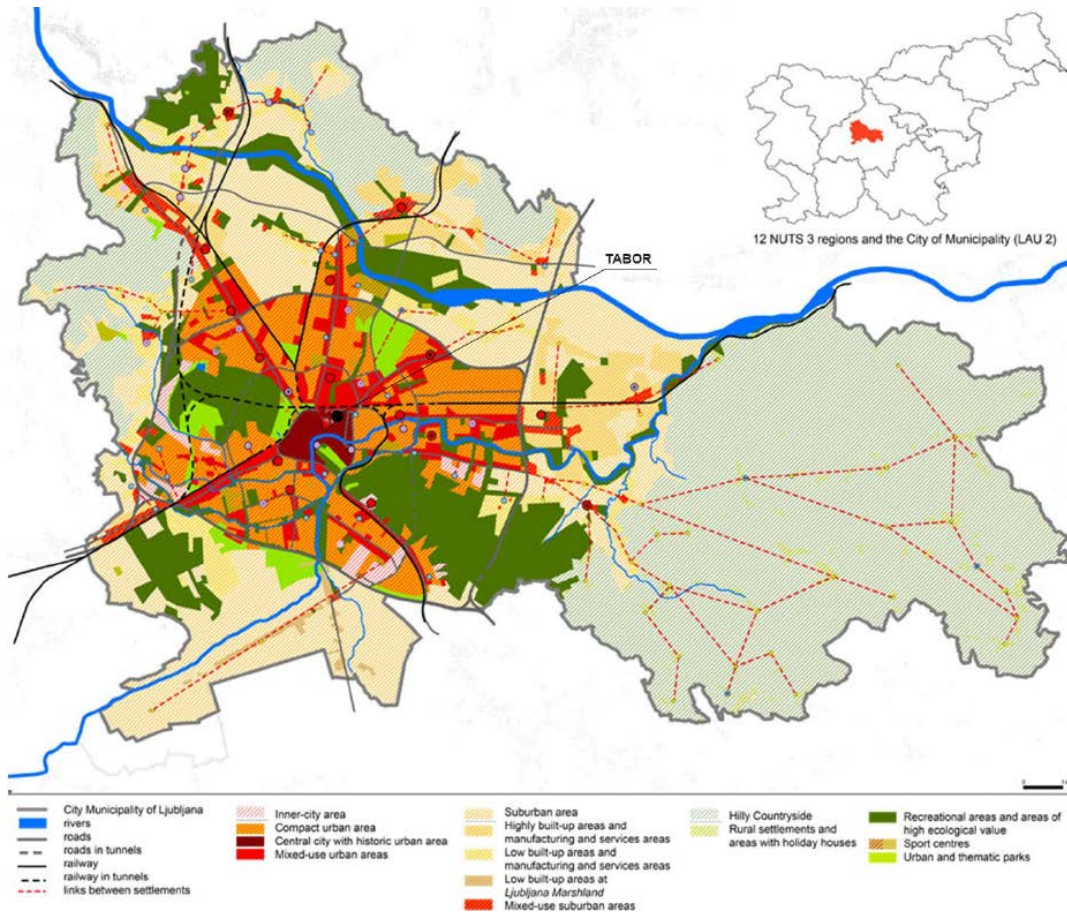 12 NUTS 3 regions and the City of Municipality (LAU 2)
TABOR
City Municipality of Ljubljana
rivers
roads
roads in tunnels
railway
railway in tunnels
links between settlements
Inner-city area
Compact urban area
Central city with historic urban area
Mixed-use urban areas
Suburban area
Highly built-up areas and
manufacturing and services areas
Low built-up areas and
manufacturing and services areas
Low built-up areas at
Ljubljana Marshland
Mixed-use suburban areas
Hilly Countryside
Rural settlements and
areas with holiday houses
Recreational areas and areas of
high ecological value
Sport centres
Urban and thematic parks